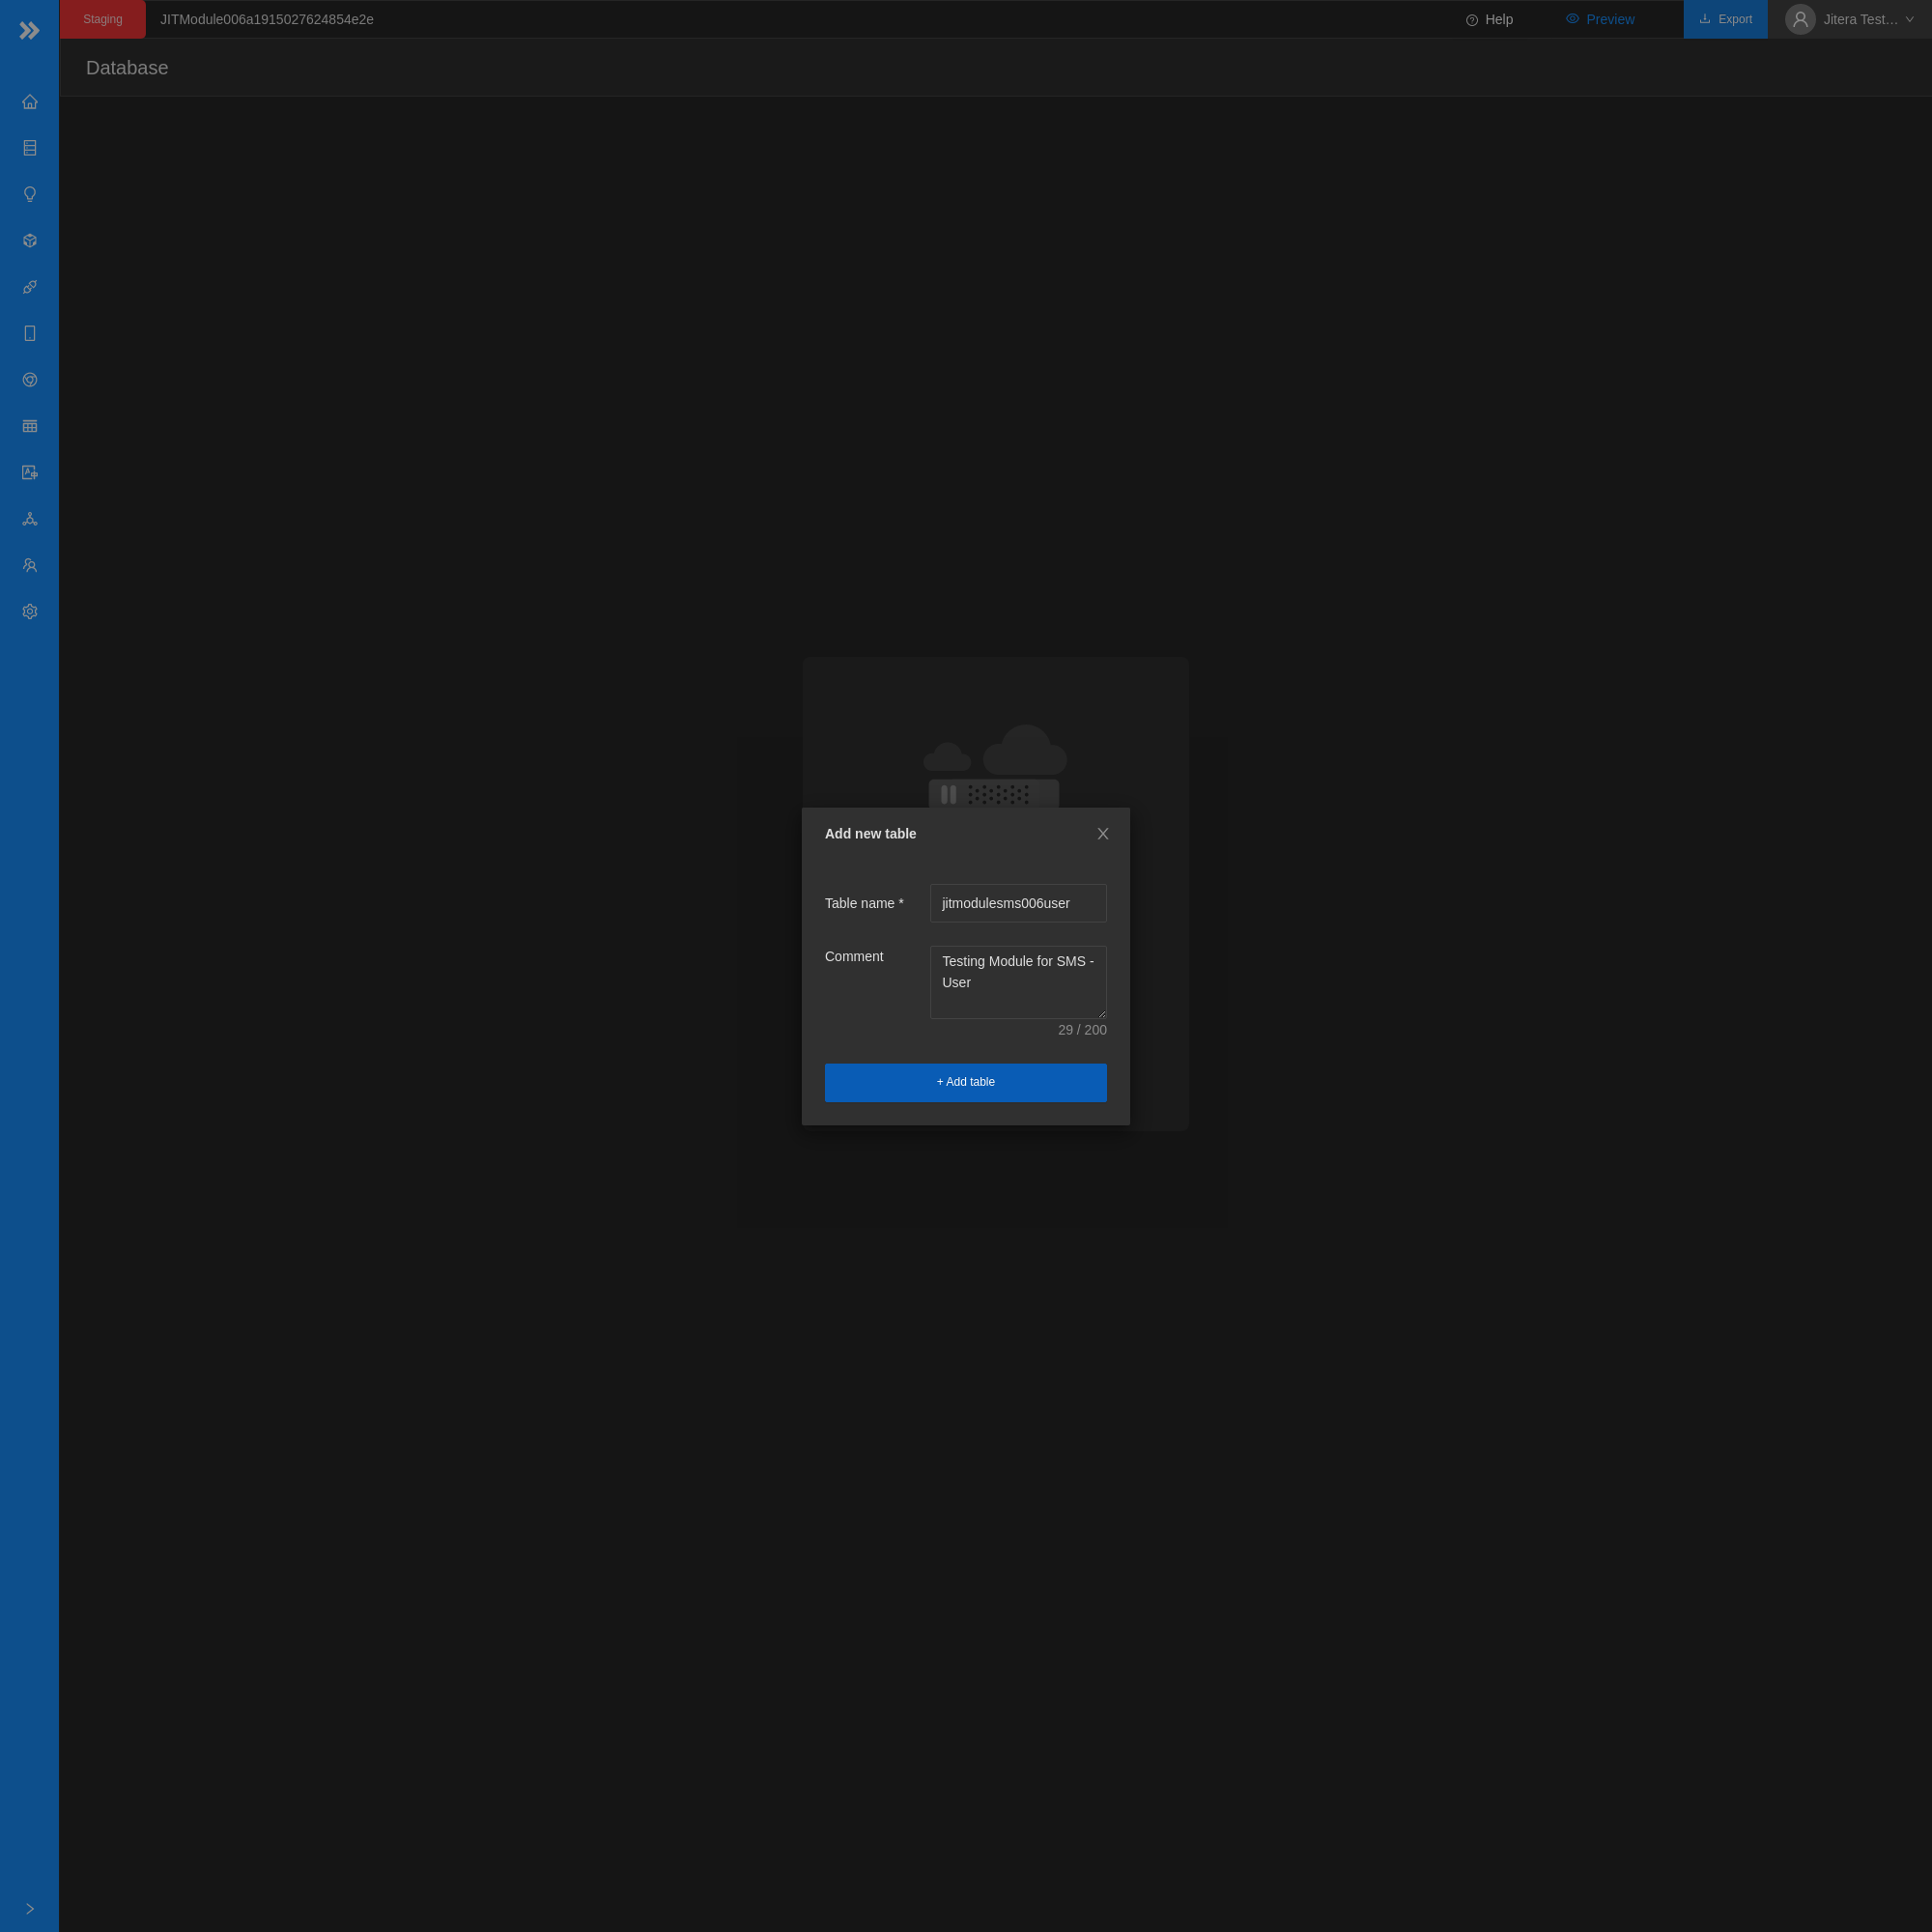 Staging JITModule006a1915027624854e2e Help Preview Export Jitera Test...
Database
Add new table
Table name * jitmodulesms006user
Comment Testing Module for SMS -
User
29 / 200
+ Add table